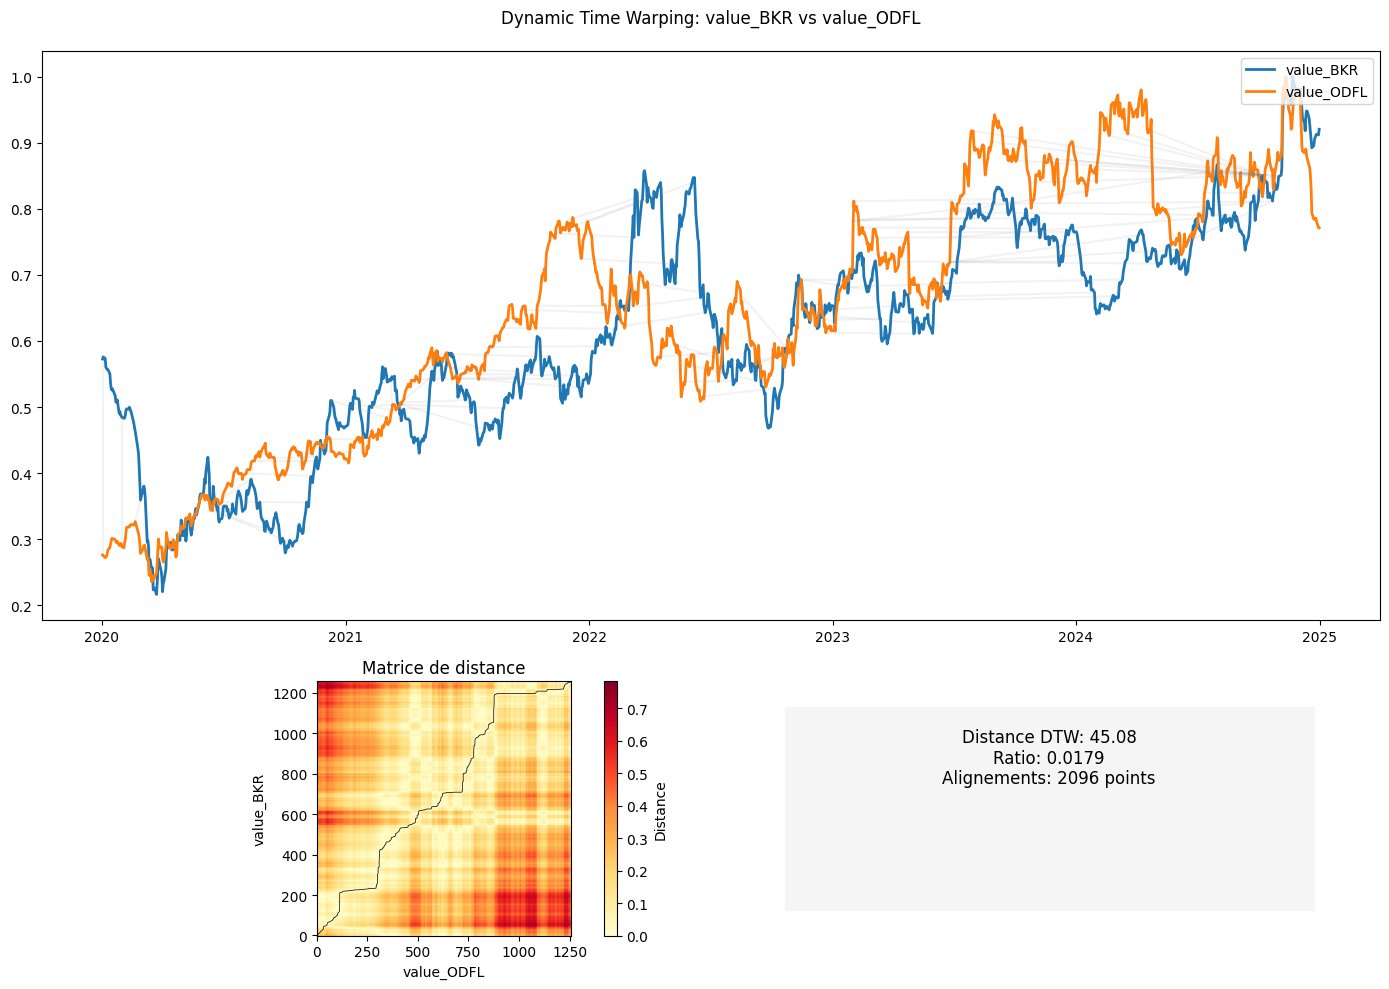 Dynamic Time Warping: value_BKR vs value_ODFL
value_BKR
value_ODFL
1.0
0.9
0.8
0.7
0.6
0.5
0.4
0.3
0.2
2020 2021 2022 2023 2024 2025
Matrice de distance
value_BKR
1200
1000
800
600
400
200
0
0 250 500 750 1000 1250
value_ODFL
0.7
0.6
0.5
0.4
0.3
0.2
0.1
0.0
Distance
Distance DTW: 45.08
Ratio: 0.0179
Alignements: 2096 points